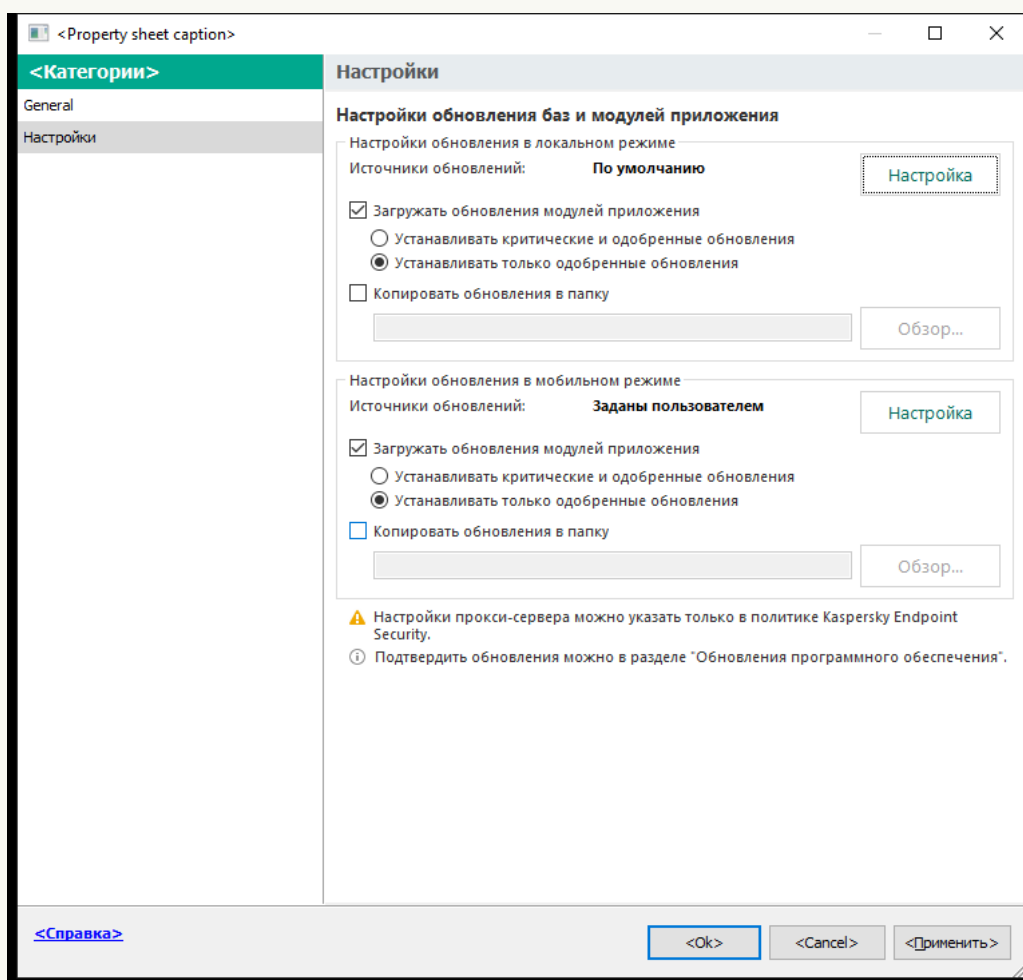 <Property sheet caption>
<Категории>
General
Настройки
Настройки
Настройки обновления баз и модулей приложения
Настройки обновления в локальном режиме
Источники обновлений: По умолчанию
Настройка
Загружать обновления модулей приложения
Устанавливать критические и одобренные обновления
Устанавливать только одобренные обновления
Копировать обновления в папку
Обзор...
Настройки обновления в мобильном режиме
Источники обновлений: Заданы пользователем
Настройка
Загружать обновления модулей приложения
Устанавливать критические и одобренные обновления
Устанавливать только одобренные обновления
Копировать обновления в папку
Обзор...
Настройки прокси-сервера можно указать только в политике Kaspersky Endpoint
Security.
Подтвердить обновления можно в разделе "Обновления программного обеспечения".
<Справка>
<Ok> <Cancel> <Применить>